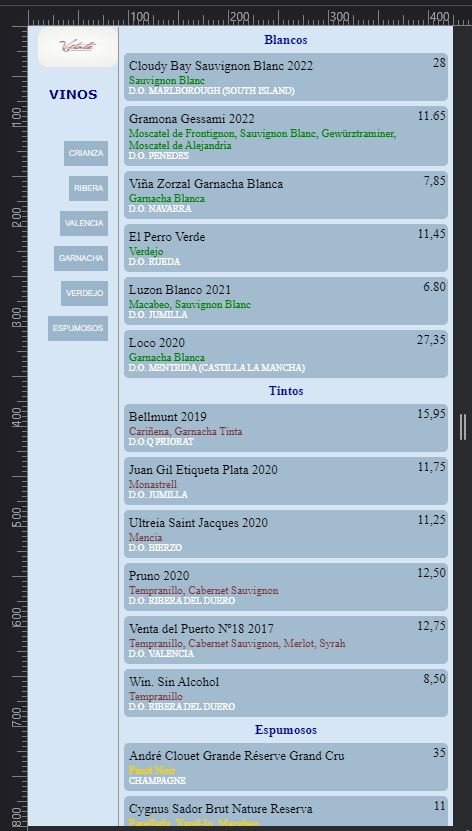 100
200
300
400
100
200
300
400
500
600
700
800
VINOS
CRIANZA
RIBERA
VALENCIA
GARNACHA
VERDEJO
ESPUMOSOS
Blancos
Cloudy Bay Sauvignon Blanc 2022 28
Sauvignon Blanc
D.O. MARLBOROUGH (SOUTH ISLAND)
Gramona Gessami 2022 11.65
Moscatel de Frontignon, Sauvignon Blanc, Gewürztraminer,
Moscatel de Alejandría
D.O. PENEDES
Viña Zorzal Garnacha Blanca 7,85
Garnacha Blanca
D.O. NAVARRA
El Perro Verde 11,45
Verdejo
D.O. RUEDA
Luzon Blanco 2021 6.80
Macabeo, Sauvignon Blanc
D.O. JUMILLA
Loco 2020 27,35
Garnacha Blanca
D.O. MENTRIDA (CASTILLA LA MANCHA)
Tintos
Bellmunt 2019 15,95
Cariñena, Garnacha Tinta
D.O.Q PRIORAT
Juan Gil Etiqueta Plata 2020 11,75
Monastrell
D.O. JUMILLA
Ultreia Saint Jacques 2020 11,25
Mencia
D.O. BIERZO
Pruno 2020 12,50
Tempranillo, Cabernet Sauvignon
D.O. RIBERA DEL DUERO
Venta del Puerto Nº18 2017 12,75
Tempranillo, Cabernet Sauvignon, Merlot, Syrah
D.O. VALENCIA
Win. Sin Alcohol 8,50
Tempranillo
D.O. RIBERA DEL DUERO
Espumosos
André Clouet Grande Réserve Grand Cru 35
Pinot Noir
CHAMPAGNE
Cygnus Sador Brut Nature Reserva 11
Parellada, Xarel·lo, Macabeo